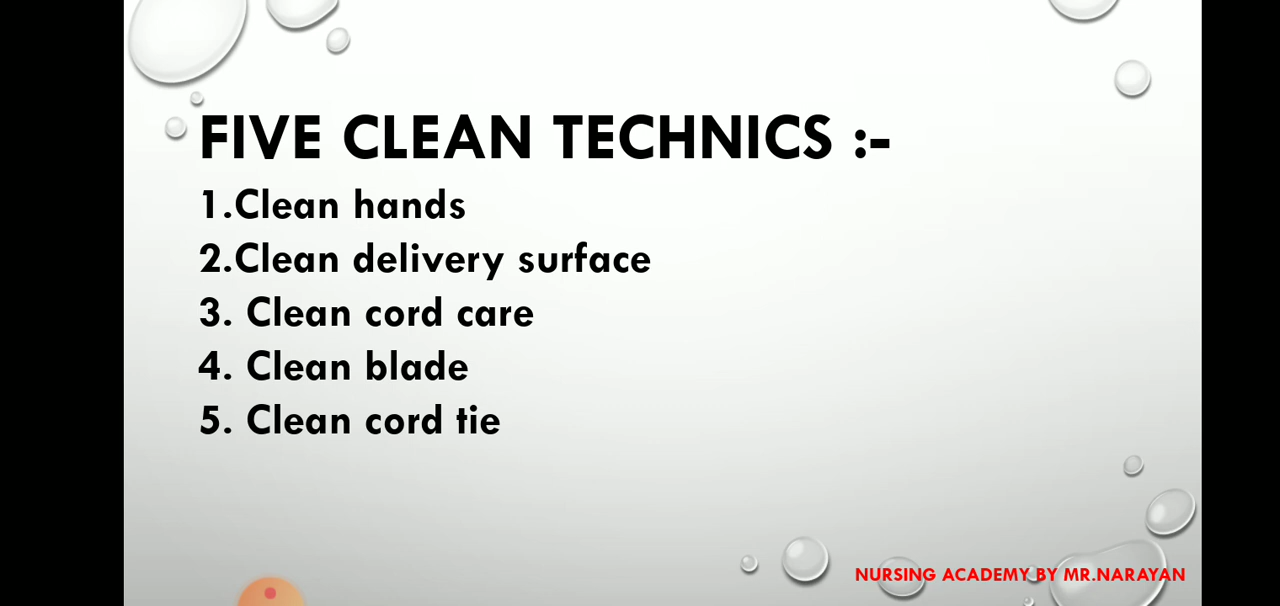 FIVE CLEAN TECHNICS :-
1.Clean hands
2.Clean delivery surface
3. Clean cord care
4. Clean blade
5. Clean cord tie
NURSING ACADEMY BY MR.NARAYAN